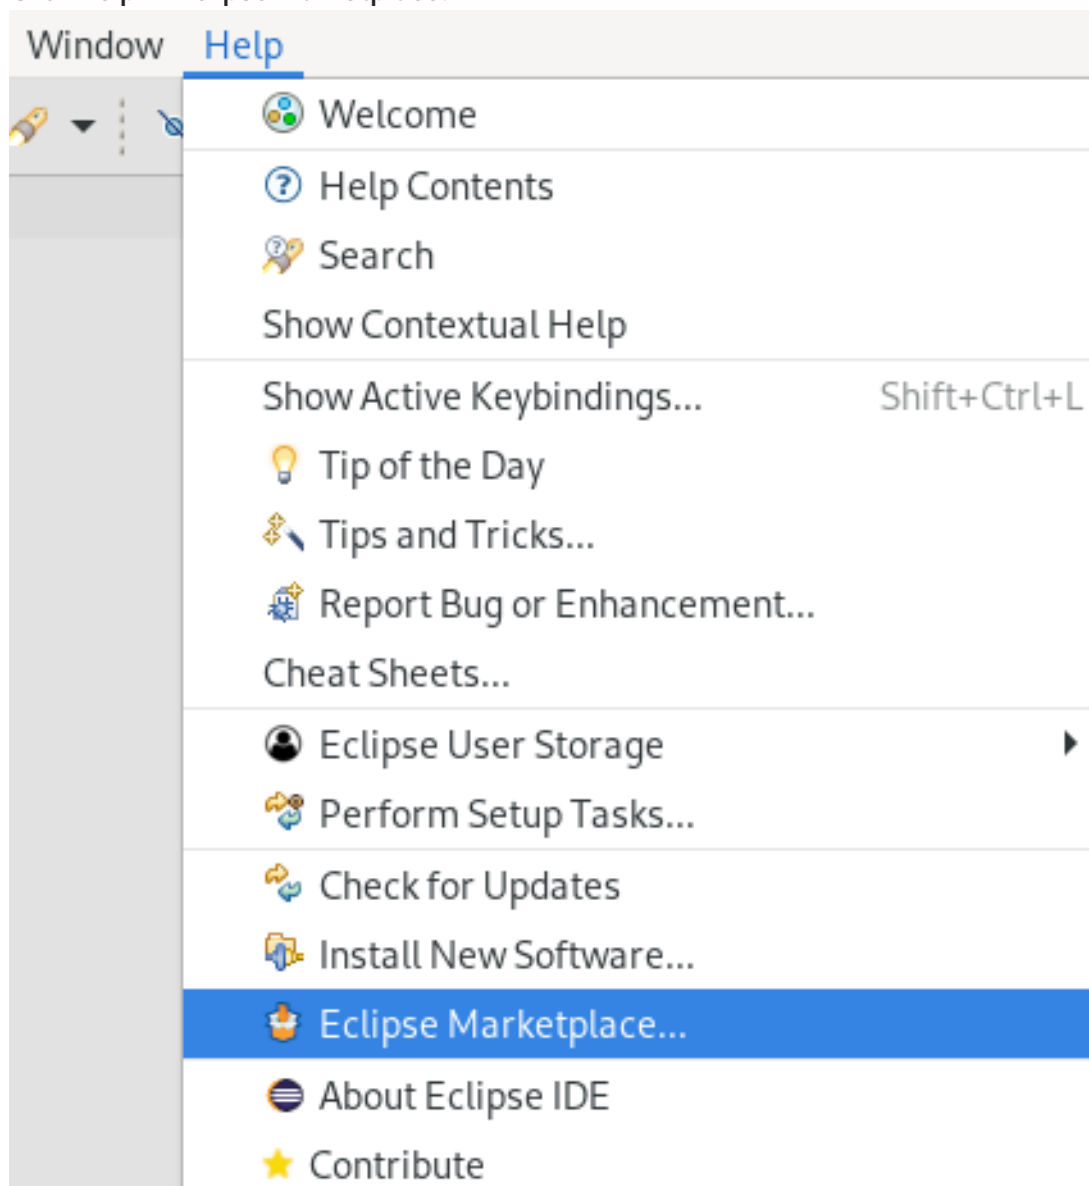 Window Help
Welcome
Help Contents
Search
Show Contextual Help
Show Active Keybindings... Shift+Ctrl+L
Tip of the Day
Tips and Tricks...
Report Bug or Enhancement...
Cheat Sheets...
Eclipse User Storage
Perform Setup Tasks...
Check for Updates
Install New Software...
Eclipse Marketplace...
About Eclipse IDE
Contribute